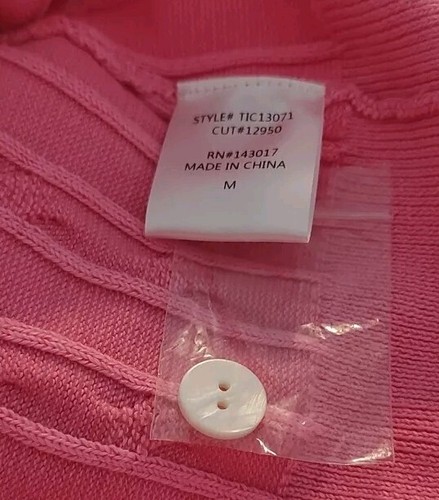 STYLE# TIC13071
CUT#12950
RN#143017
MADE IN CHINA
M